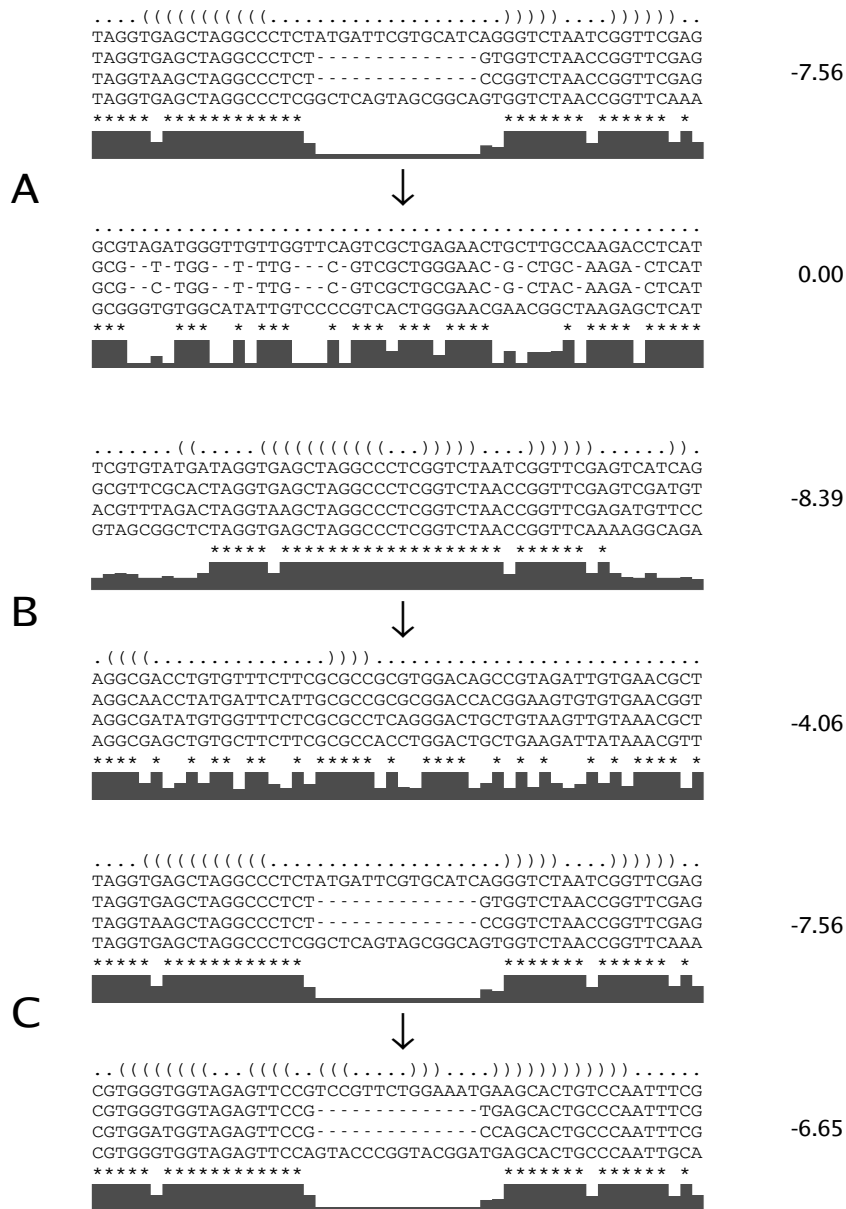 ....(((((((((((....................)))))....))))))..
TAGGTGAGCTAGGCCCTCTATGATTCGTGCATCAGGGTCTAATCGGTTCGAG
TAGGTGAGCTAGGCCCTCT--------------GTGGTCTAACCGGTTCGAG
TAGGTAAGCTAGGCCCTCT--------------CCGGTCTAACCGGTTCGAG
TAGGTGAGCTAGGCCCTCGGCTCAGTAGCGGCAGTGGTCTAACCGGTTCAAA
***** ************                 ******* ****** *
-7.56
A
↓
....................................................
GCGTAGATGGGTTGTTGGTTCAGTCGCTGAGAACTGCTTGCCAAGACCTCAT
GCG--T-TGG--T-TTG---C-GTCGCTGGGAAC-G-CTGC-AAGA-CTCAT
GCG--C-TGG--T-TTG---C-GTCGCTGCGAAC-G-CTAC-AAGA-CTCAT
GCGGGTGTGGCATATTGTCCCCGTCACTGGGAACGAACGGCTAAGAGCTCAT
***    ***  * ***   * *** *** ****      * **** *****
0.00
.......((.....(((((((((((...)))))....))))))......)).
TCGTGTATGATAGGTGAGCTAGGCCCTCGGTCTAATCGGTTCGAGTCATCAG
GCGTTCGCACTAGGTGAGCTAGGCCCTCGGTCTAACCGGTTCGAGTCGATGT
ACGTTTAGACTAGGTAAGCTAGGCCCTCGGTCTAACCGGTTCGAGATGTTCC
GTAGCGGCTCTAGGTGAGCTAGGCCCTCGGTCTAACCGGTTCAAAAGGCAGA
          ***** ******************* ****** *
-8.39
B
↓
.((((...............))))............................
AGGCGACCTGTGTTTCTTCGCGCCGCGTGGACAGCCGTAGATTGTGAACGCT
AGGCAACCTATGATTCATTGCGCCGCGCGGACCACGGAAGTGTGTGAACGGT
AGGCGATATGTGGTTTCTCGCGCCTCAGGGACTGCTGTAAGTTGTAAACGCT
AGGCGAGCTGTGCTTCTTCGCGCCACCTGGACTGCTGAAGATTATAAACGTT
**** *  * ** **  * ***** *  ****  * * *   * * **** *
-4.06
....(((((((((((....................)))))....))))))..
TAGGTGAGCTAGGCCCTCTATGATTCGTGCATCAGGGTCTAATCGGTTCGAG
TAGGTGAGCTAGGCCCTCT--------------GTGGTCTAACCGGTTCGAG
TAGGTAAGCTAGGCCCTCT--------------CCGGTCTAACCGGTTCGAG
TAGGTGAGCTAGGCCCTCGGCTCAGTAGCGGCAGTGGTCTAACCGGTTCAAA
***** ************                 ******* ****** *
-7.56
C
↓
..((((((((...((((..(((.....)))....))))))))))))......
CGTGGGTGGTAGAGTTCCGTCCGTTCTGGAAATGAAGCACTGTCCAATTTCG
CGTGGGTGGTAGAGTTCCG--------------TGAGCACTGCCCAATTTCG
CGTGGATGGTAGAGTTCCG--------------CCAGCACTGCCCAATTTCG
CGTGGGTGGTAGAGTTCCAGTACCCGGTACGGATGAGCACTGCCCAATTGCA
***** ************                 ******* ****** *
-6.65